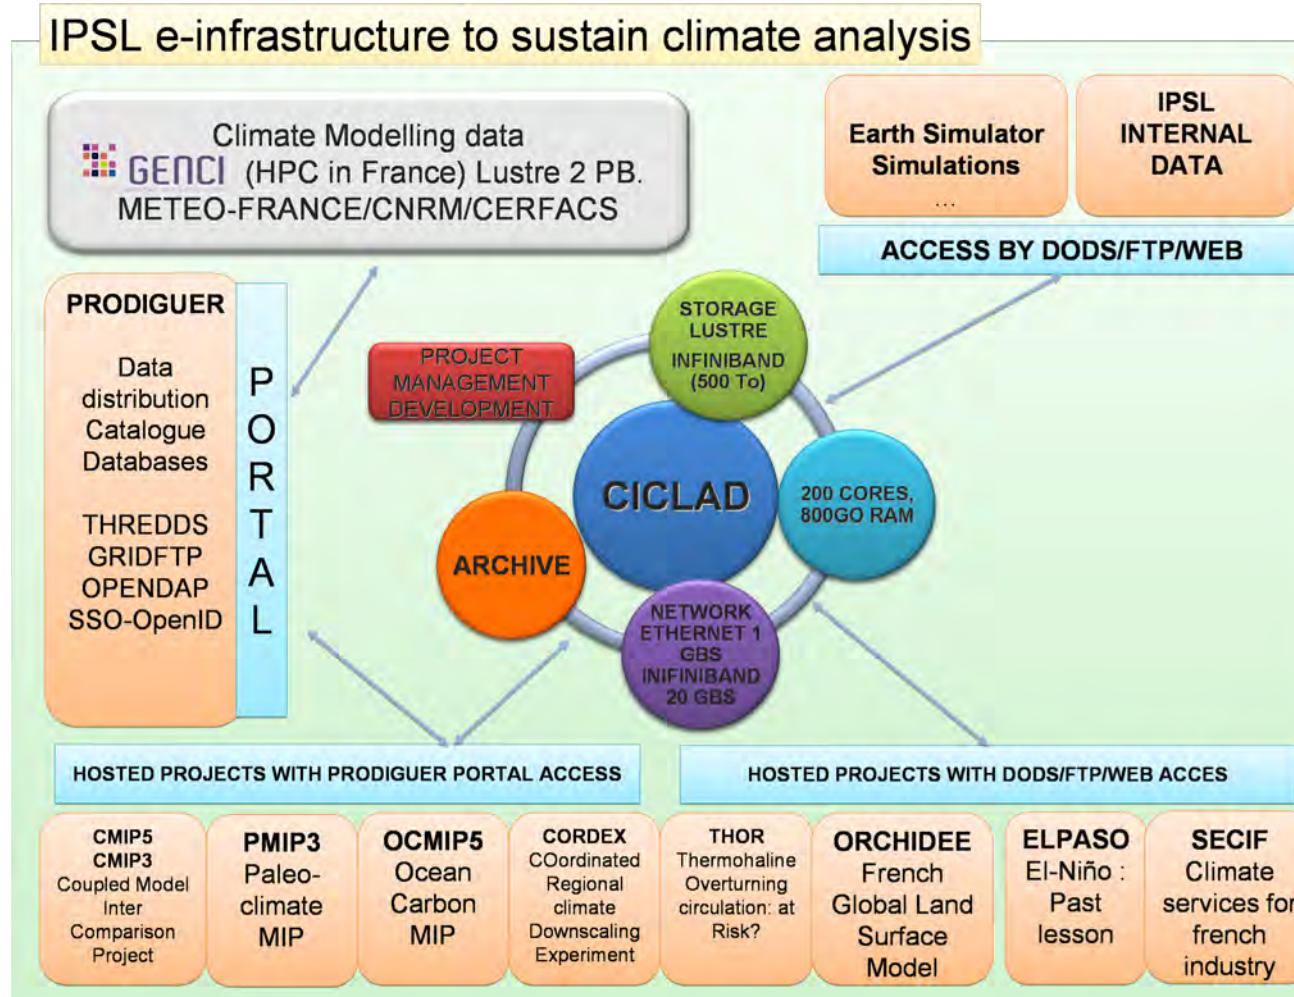 IPSL e-infrastructure to sustain climate analysis
Climate Modelling data
GENCI (HPC in France) Lustre 2 PB.
METEO-FRANCE/CNRM/CERFACS
Earth Simulator
Simulations
...
IPSL
INTERNAL
DATA
ACCESS BY DODS/FTP/WEB
PRODIGUER
Data
distribution
Catalogue
Databases
THREDDS
GRIDFTP
OPENDAP
SSO-OpenID
P
O
R
T
A
L
PROJECT
MANAGEMENT
DEVELOPMENT
STORAGE
LUSTRE
INFINIBAND
(500 To)
CICLAD
200 CORES,
800GO RAM
ARCHIVE
NETWORK
ETHERNET 1
GBS
INIFINIBAND
20 GBS
HOSTED PROJECTS WITH PRODIGUER PORTAL ACCESS
HOSTED PROJECTS WITH DODS/FTP/WEB ACCES
CMIP5
CMIP3
Coupled Model
Inter
Comparison
Project
PMIP3
Paleo-
climate
MIP
OCMIP5
Ocean
Carbon
MIP
CORDEX
COordinated
Regional
climate
Downscaling
Experiment
THOR
Thermohaline
Overturning
circulation: at
Risk?
ORCHIDEE
French
Global Land
Surface
Model
ELPASO
El-Niño :
Past
lesson
SECIF
Climate
services for
french
industry